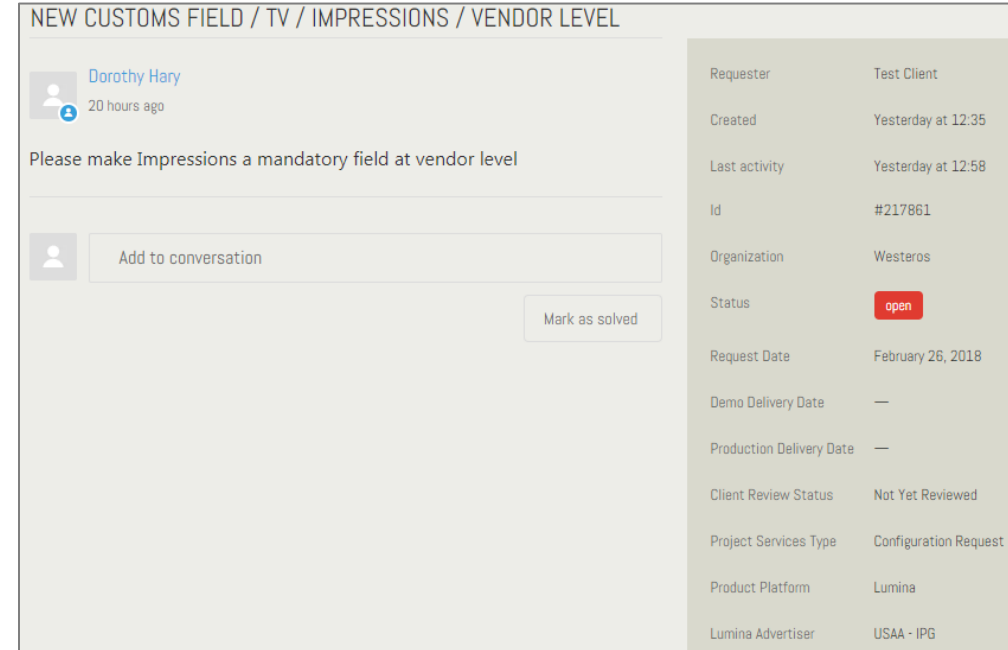 NEW CUSTOMS FIELD / TV / IMPRESSIONS / VENDOR LEVEL
Dorothy Hary
20 hours ago
Please make Impressions a mandatory field at vendor level
Add to conversation
Mark as solved
Requester Test Client
Created Yesterday at 12:35
Last activity Yesterday at 12:58
Id #217861
Organization Westeros
Status open
Request Date February 26, 2018
Demo Delivery Date —
Production Delivery Date —
Client Review Status Not Yet Reviewed
Project Services Type Configuration Request
Product Platform Lumina
Lumina Advertiser USAA - IPG